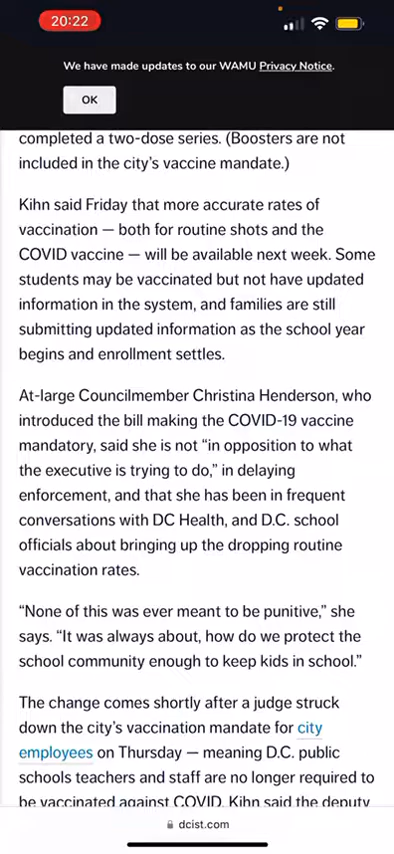 20:22
We have made updates to our WAMU Privacy Notice.
OK
completed a two-dose series. (Boosters are not
included in the city's vaccine mandate.)
Kihn said Friday that more accurate rates of
vaccination — both for routine shots and the
COVID vaccine — will be available next week. Some
students may be vaccinated but not have updated
information in the system, and families are still
submitting updated information as the school year
begins and enrollment settles.
At-large Councilmember Christina Henderson, who
introduced the bill making the COVID-19 vaccine
mandatory, said she is not “in opposition to what
the executive is trying to do,” in delaying
enforcement, and that she has been in frequent
conversations with DC Health, and D.C. school
officials about bringing up the dropping routine
vaccination rates.
“None of this was ever meant to be punitive,” she
says. “It was always about, how do we protect the
school community enough to keep kids in school.”
The change comes shortly after a judge struck
down the city's vaccination mandate for city
employees on Thursday — meaning D.C. public
schools teachers and staff are no longer required to
be vaccinated against COVID. Kihn said the deputy
dcist.com